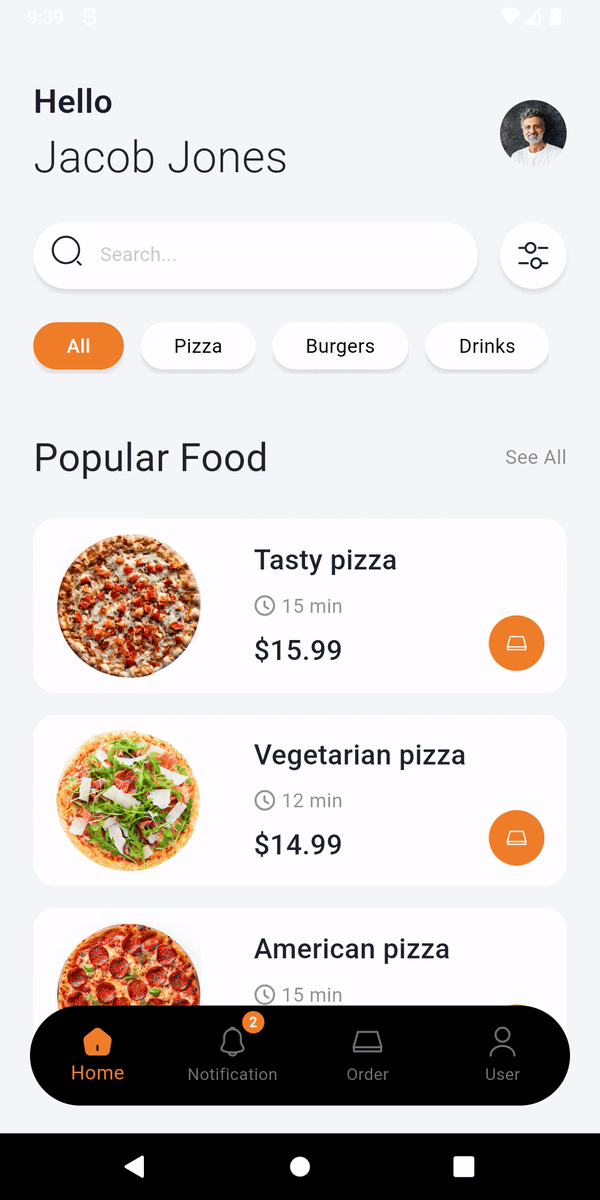 9:39
Hello
Jacob Jones
Search...
All Pizza Burgers Drinks
Popular Food See All
Tasty pizza
15 min
$15.99
Vegetarian pizza
12 min
$14.99
American pizza
15 min
2
Home Notification Order User